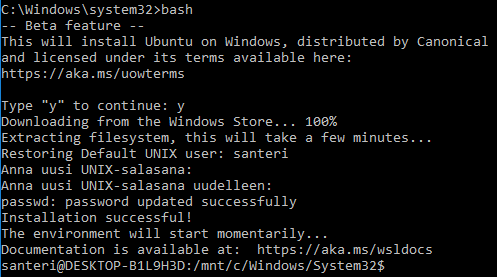 C:\Windows\system32>bash
-- Beta feature --
This will install Ubuntu on Windows, distributed by Canonical
and licensed under its terms available here:
https://aka.ms/uowterms

Type "y" to continue: y
Downloading from the Windows Store... 100%
Extracting filesystem, this will take a few minutes...
Restoring Default UNIX user: santeri
Anna uusi UNIX-salasana:
Anna uusi UNIX-salasana uudelleen:
passwd: password updated successfully
Installation successful!
The environment will start momentarily...
Documentation is available at:  https://aka.ms/wsldocs
santeri@DESKTOP-B1L9H3D:/mnt/c/Windows/System32$